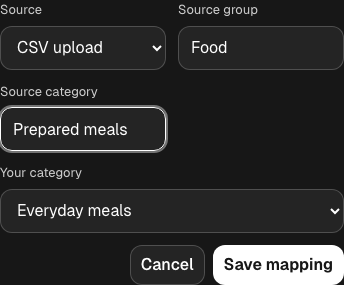 Source Source group
CSV upload Food
Source category
Prepared meals
Your category
Everyday meals
Cancel Save mapping